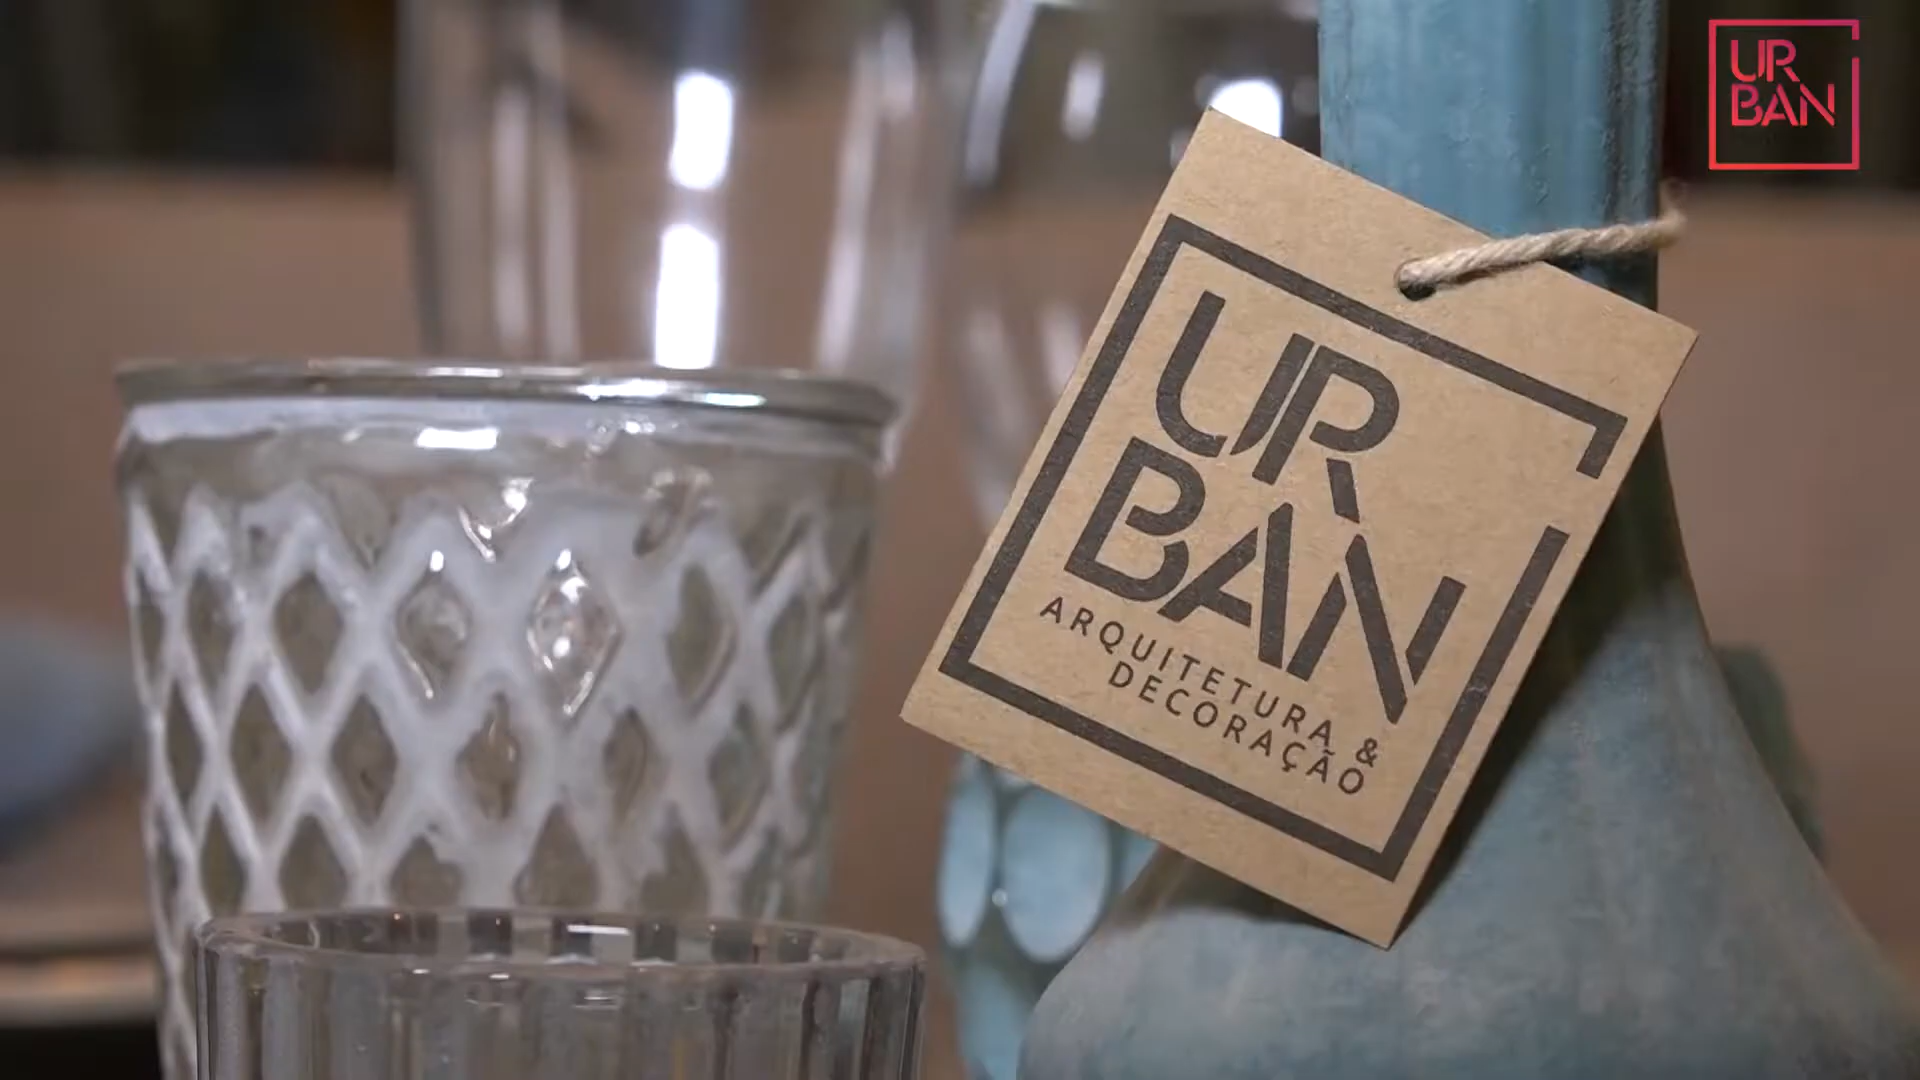 UR
BAN
UR
BAN
ARQUITETURA &
DECORAÇÃO